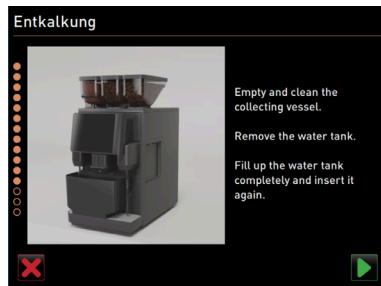 Entkalkung
Empty and clean the
collecting vessel.
Remove the water tank.
Fill up the water tank
completely and insert it
again.